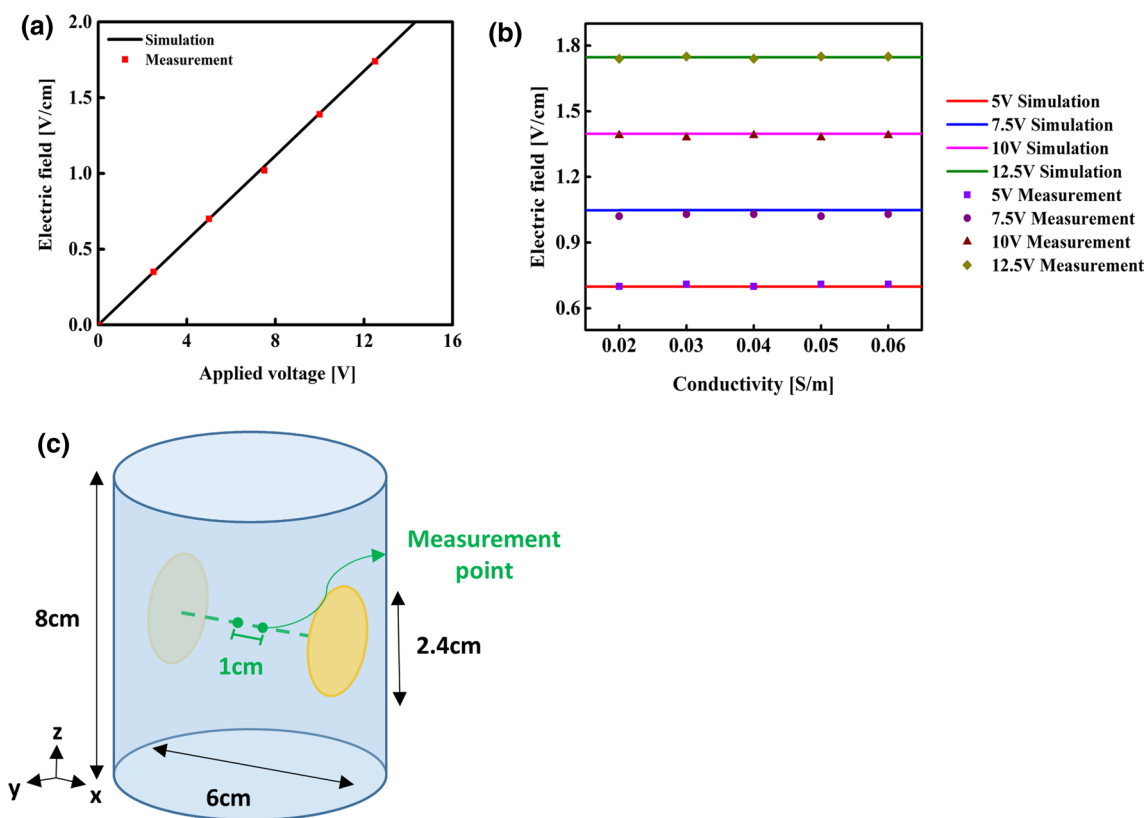 (a)
2.0
1.5
1.0
0.5
0.0
0
4
8
12
16
Electric field [V/cm]
Applied voltage [V]
Simulation
Measurement
(b)
1.8
1.5
1.2
0.9
0.6
0.02
0.03
0.04
0.05
0.06
Electric field [V/cm]
Conductivity [S/m]
5V Simulation
7.5V Simulation
10V Simulation
12.5V Simulation
5V Measurement
7.5V Measurement
10V Measurement
12.5V Measurement
(c)
Measurement
point
8cm
1cm
2.4cm
6cm
z
y
x